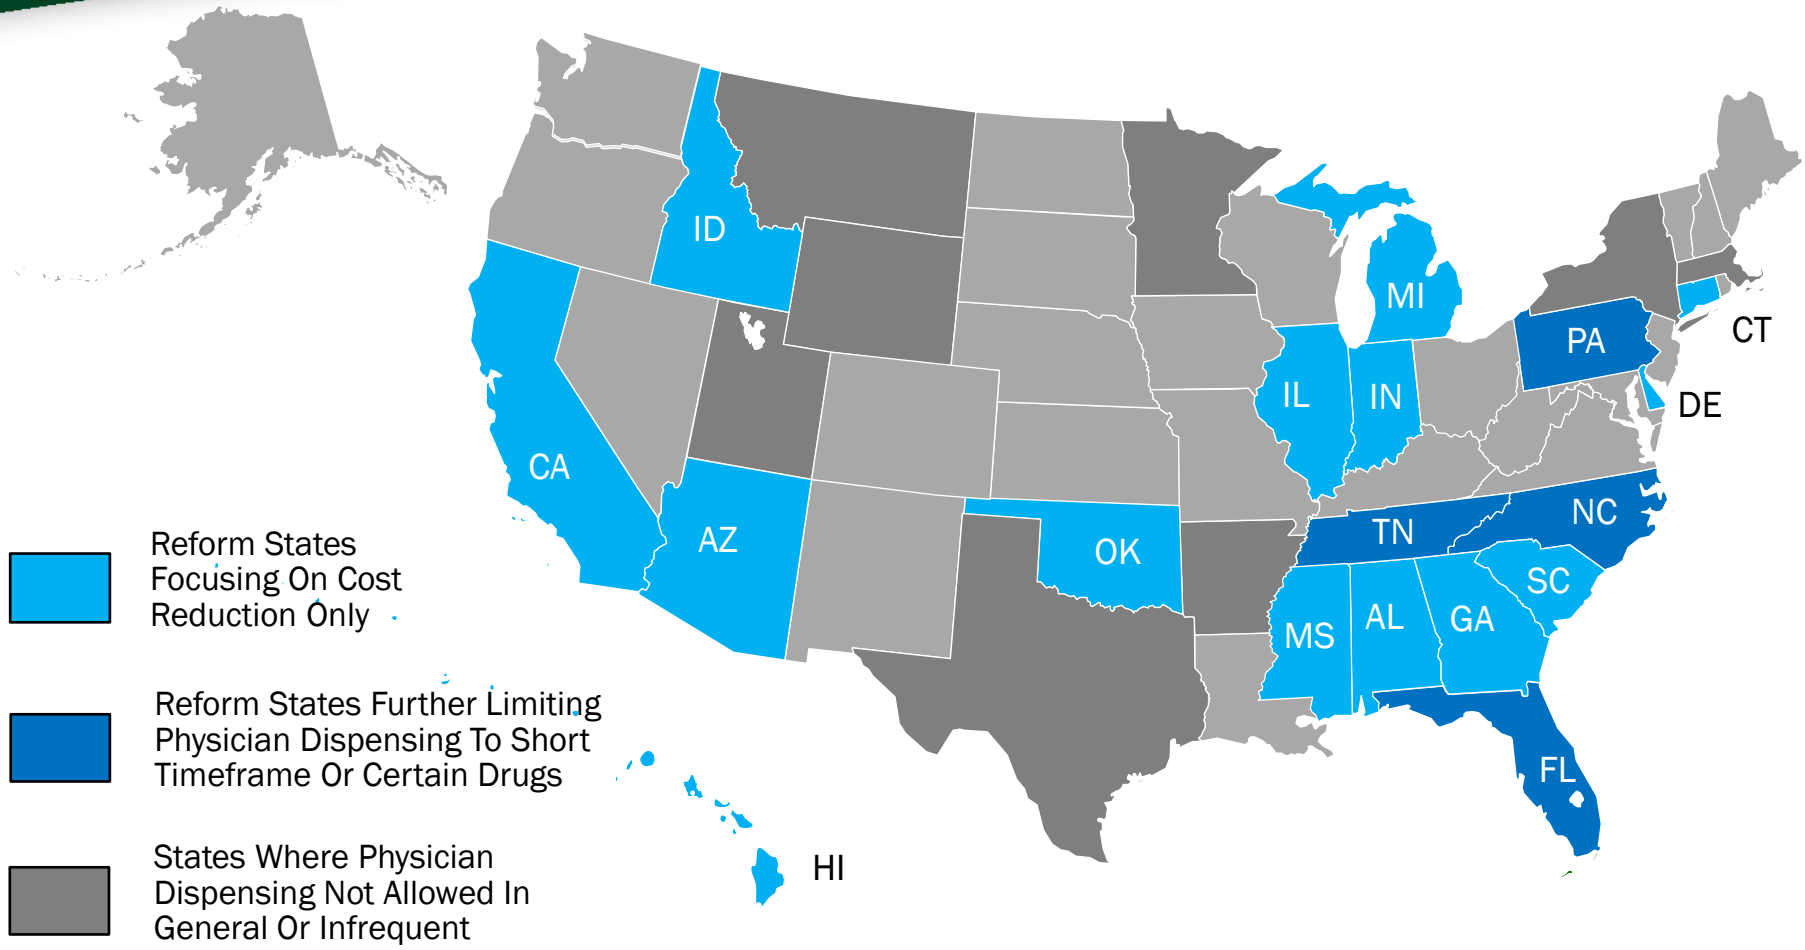 ID
MI
CT
PA
IL
IN
DE
CA
NC
TN
AZ
OK
SC
MS
AL
GA
FL
HI
Reform States
Focusing On Cost
Reduction Only
Reform States Further Limiting
Physician Dispensing To Short
Timeframe Or Certain Drugs
States Where Physician
Dispensing Not Allowed In
General Or Infrequent